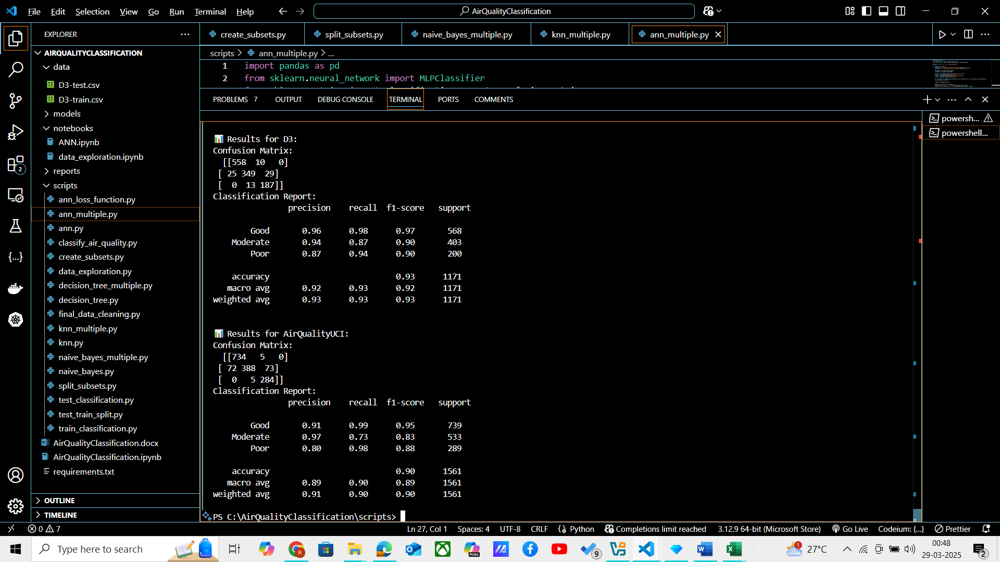 File Edit Selection View Go Run Terminal Help
AirQualityClassification
EXPLORER
create_subsets.py split_subsets.py naive_bayes_multiple.py knn_multiple.py ann_multiple.py
AIRQUALITYCLASSIFICATION
data
D3-test.csv
D3-train.csv
models
notebooks
ANN.ipynb
data_exploration.ipynb
reports
scripts
ann_loss_function.py
ann_multiple.py
ann.py
classify_air_quality.py
create_subsets.py
data_exploration.py
decision_tree_multiple.py
decision_tree.py
final_data_cleaning.py
knn_multiple.py
knn.py
naive_bayes_multiple.py
naive_bayes.py
split_subsets.py
test_classification.py
test_train_split.py
train_classification.py
AirQualityClassification.docx
AirQualityClassification.ipynb
requirements.txt
OUTLINE
TIMELINE
2
scripts > ann_multiple.py > ...
1 import pandas as pd
2 from sklearn.neural_network import MLPClassifier
PROBLEMS 7 OUTPUT DEBUG CONSOLE TERMINAL PORTS COMMENTS
powersh...
powershell...
Results for D3:
Confusion Matrix:
[[558 10 0]
[ 25 349 29]
[ 0 13 187]]
Classification Report:
precision recall f1-score support
Good 0.96 0.98 0.97 568
Moderate 0.94 0.87 0.90 403
Poor 0.87 0.94 0.90 200
accuracy 0.93 1171
macro avg 0.92 0.93 0.92 1171
weighted avg 0.93 0.93 0.93 1171
Results for AirQualityUCI:
Confusion Matrix:
[[734 5 0]
[ 72 388 73]
[ 0 5 284]]
Classification Report:
precision recall f1-score support
Good 0.91 0.99 0.95 739
Moderate 0.97 0.73 0.83 533
Poor 0.80 0.98 0.88 289
accuracy 0.90 1561
macro avg 0.89 0.90 0.89 1561
weighted avg 0.91 0.90 0.90 1561
PS C:\AirQualityClassification\scripts>
0 7 Ln 27, Col 1 Spaces: 4 UTF-8 CRLF Python Completions limit reached 3.12.9 64-bit (Microsoft Store) Go Live Codeium: {...} Prettier
Type here to search
M365
9
1
27°C
00:48
29-03-2025
2